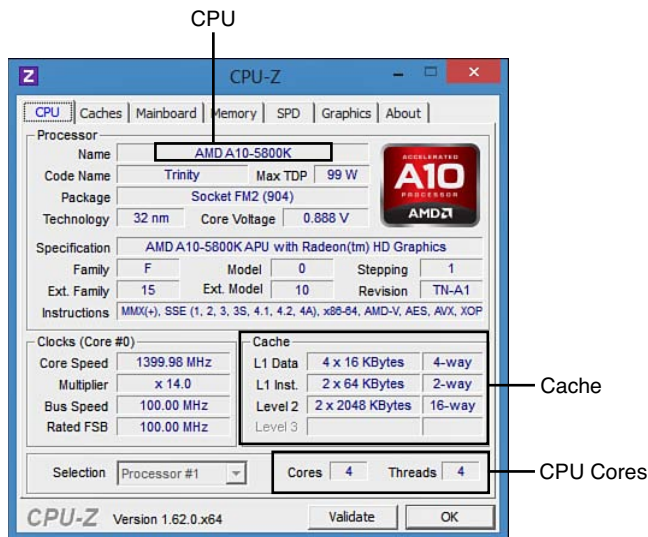 CPU
Z CPU-Z
CPU Caches Mainboard Memory SPD Graphics About
Processor
Name AMD A10-5800K
Code Name Trinity Max TDP 99 W
Package Socket FM2 (904)
Technology 32 nm Core Voltage 0.888 V
ACCELERATED
A10
PROCESSOR
AMD
Specification AMD A10-5800K APU with Radeon(tm) HD Graphics
Family F Model 0 Stepping 1
Ext. Family 15 Ext. Model 10 Revision TN-A1
Instructions MMX(+), SSE (1, 2, 3, 3S, 4.1, 4.2, 4A), x86-64, AMD-V, AES, AVX, XOP
Clocks (Core #0)
Core Speed 1399.98 MHz
Multiplier x 14.0
Bus Speed 100.00 MHz
Rated FSB 100.00 MHz
Cache
L1 Data 4 x 16 KBytes 4-way
L1 Inst. 2 x 64 KBytes 2-way
Level 2 2 x 2048 KBytes 16-way
Level 3
Cache
Selection Processor #1 Cores 4 Threads 4
CPU Cores
CPU-Z Version 1.62.0.x64 Validate OK